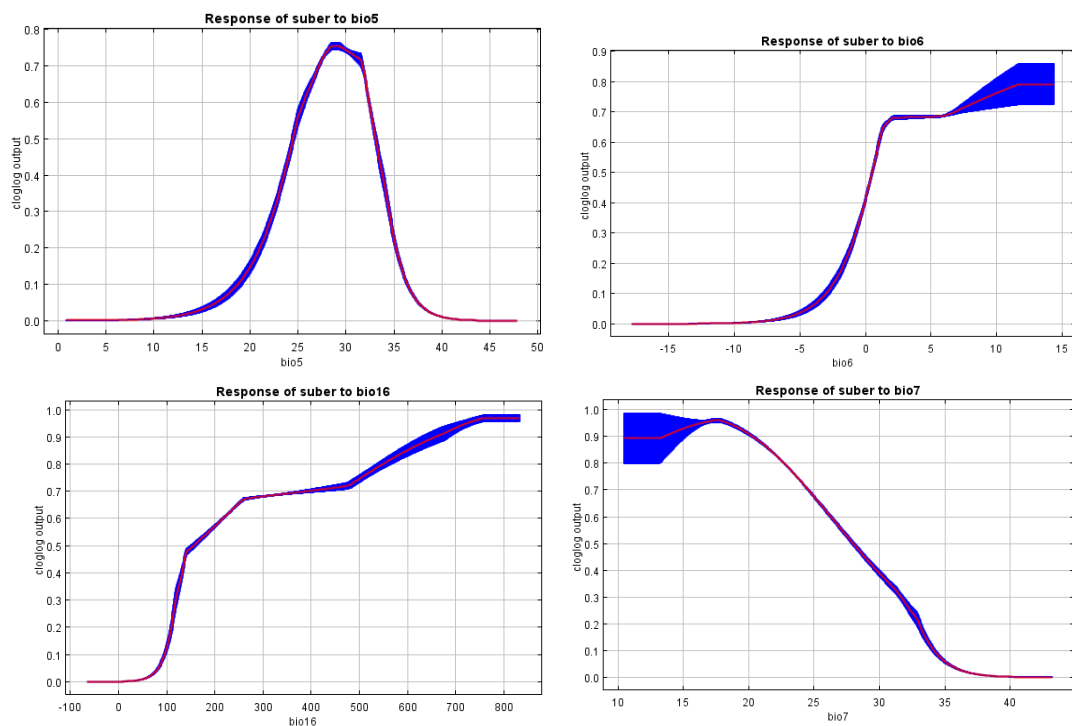 Response of suber to bio5
0.8
0.7
0.6
0.5
0.4
0.3
0.2
0.1
0.0
cloglog output
0 5 10 15 20 25 30 35 40 45 50
bio5
Response of suber to bio6
0.9
0.8
0.7
0.6
0.5
0.4
0.3
0.2
0.1
0.0
cloglog output
-15 -10 -5 0 5 10 15
bio6
Response of suber to bio16
1.0
0.9
0.8
0.7
0.6
0.5
0.4
0.3
0.2
0.1
0.0
cloglog output
-100 0 100 200 300 400 500 600 700 800
bio16
Response of suber to bio7
1.0
0.9
0.8
0.7
0.6
0.5
0.4
0.3
0.2
0.1
0.0
cloglog output
10 15 20 25 30 35 40
bio7